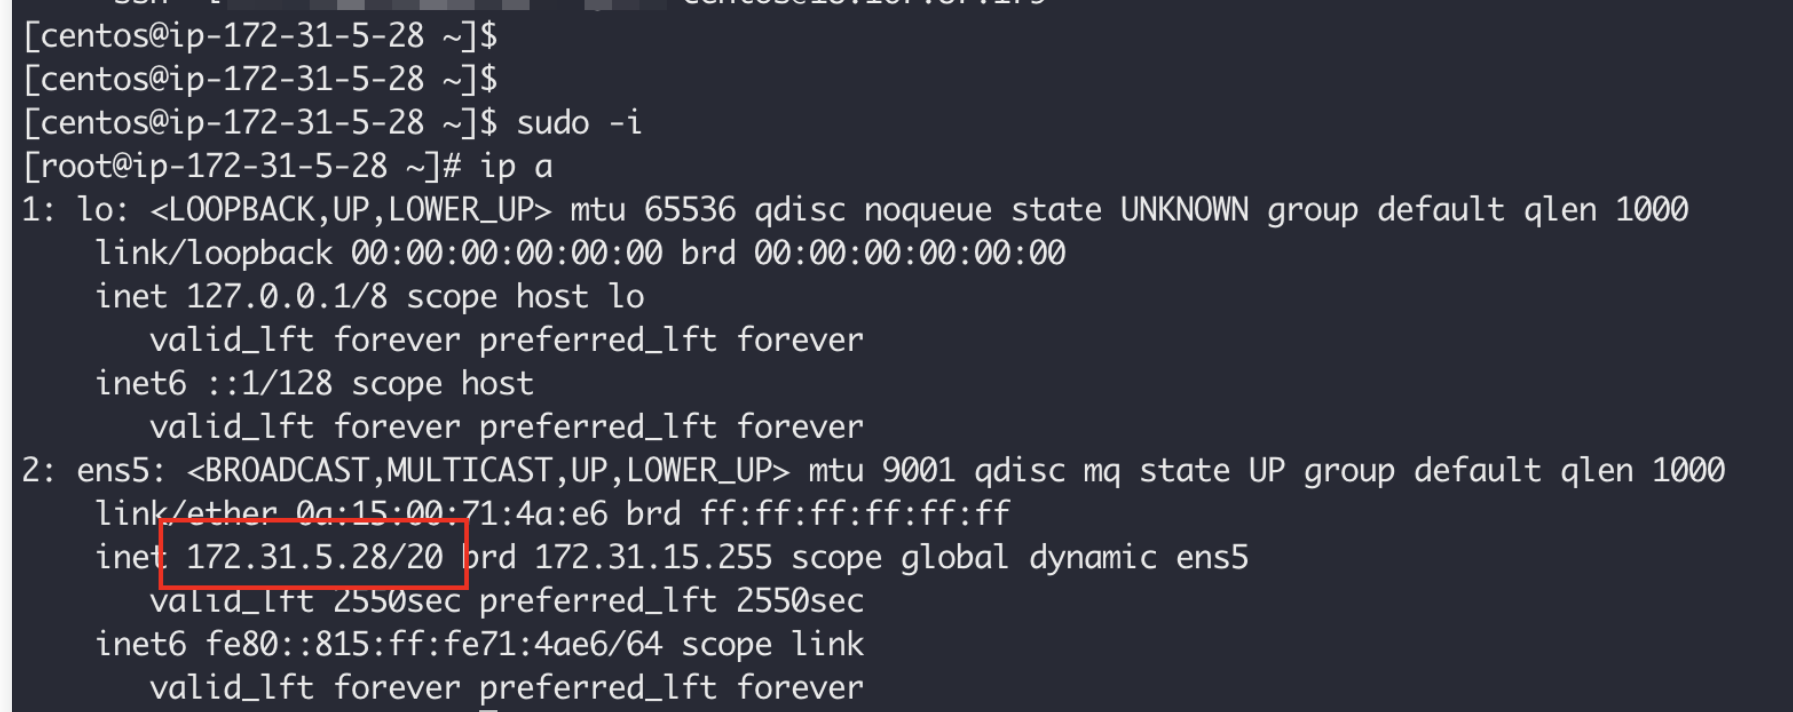 [centos@ip-172-31-5-28 ~]$
[centos@ip-172-31-5-28 ~]$
[centos@ip-172-31-5-28 ~]$ sudo -i
[root@ip-172-31-5-28 ~]# ip a
1: lo: <LOOPBACK,UP,LOWER_UP> mtu 65536 qdisc noqueue state UNKNOWN group default qlen 1000
    link/loopback 00:00:00:00:00:00 brd 00:00:00:00:00:00
    inet 127.0.0.1/8 scope host lo
       valid_lft forever preferred_lft forever
    inet6 ::1/128 scope host
       valid_lft forever preferred_lft forever
2: ens5: <BROADCAST,MULTICAST,UP,LOWER_UP> mtu 9001 qdisc mq state UP group default qlen 1000
    link/ether 0a:15:00:71:4a:e6 brd ff:ff:ff:ff:ff:ff
    inet 172.31.5.28/20 brd 172.31.15.255 scope global dynamic ens5
       valid_lft 2550sec preferred_lft 2550sec
    inet6 fe80::815:ff:fe71:4ae6/64 scope link
       valid_lft forever preferred_lft forever